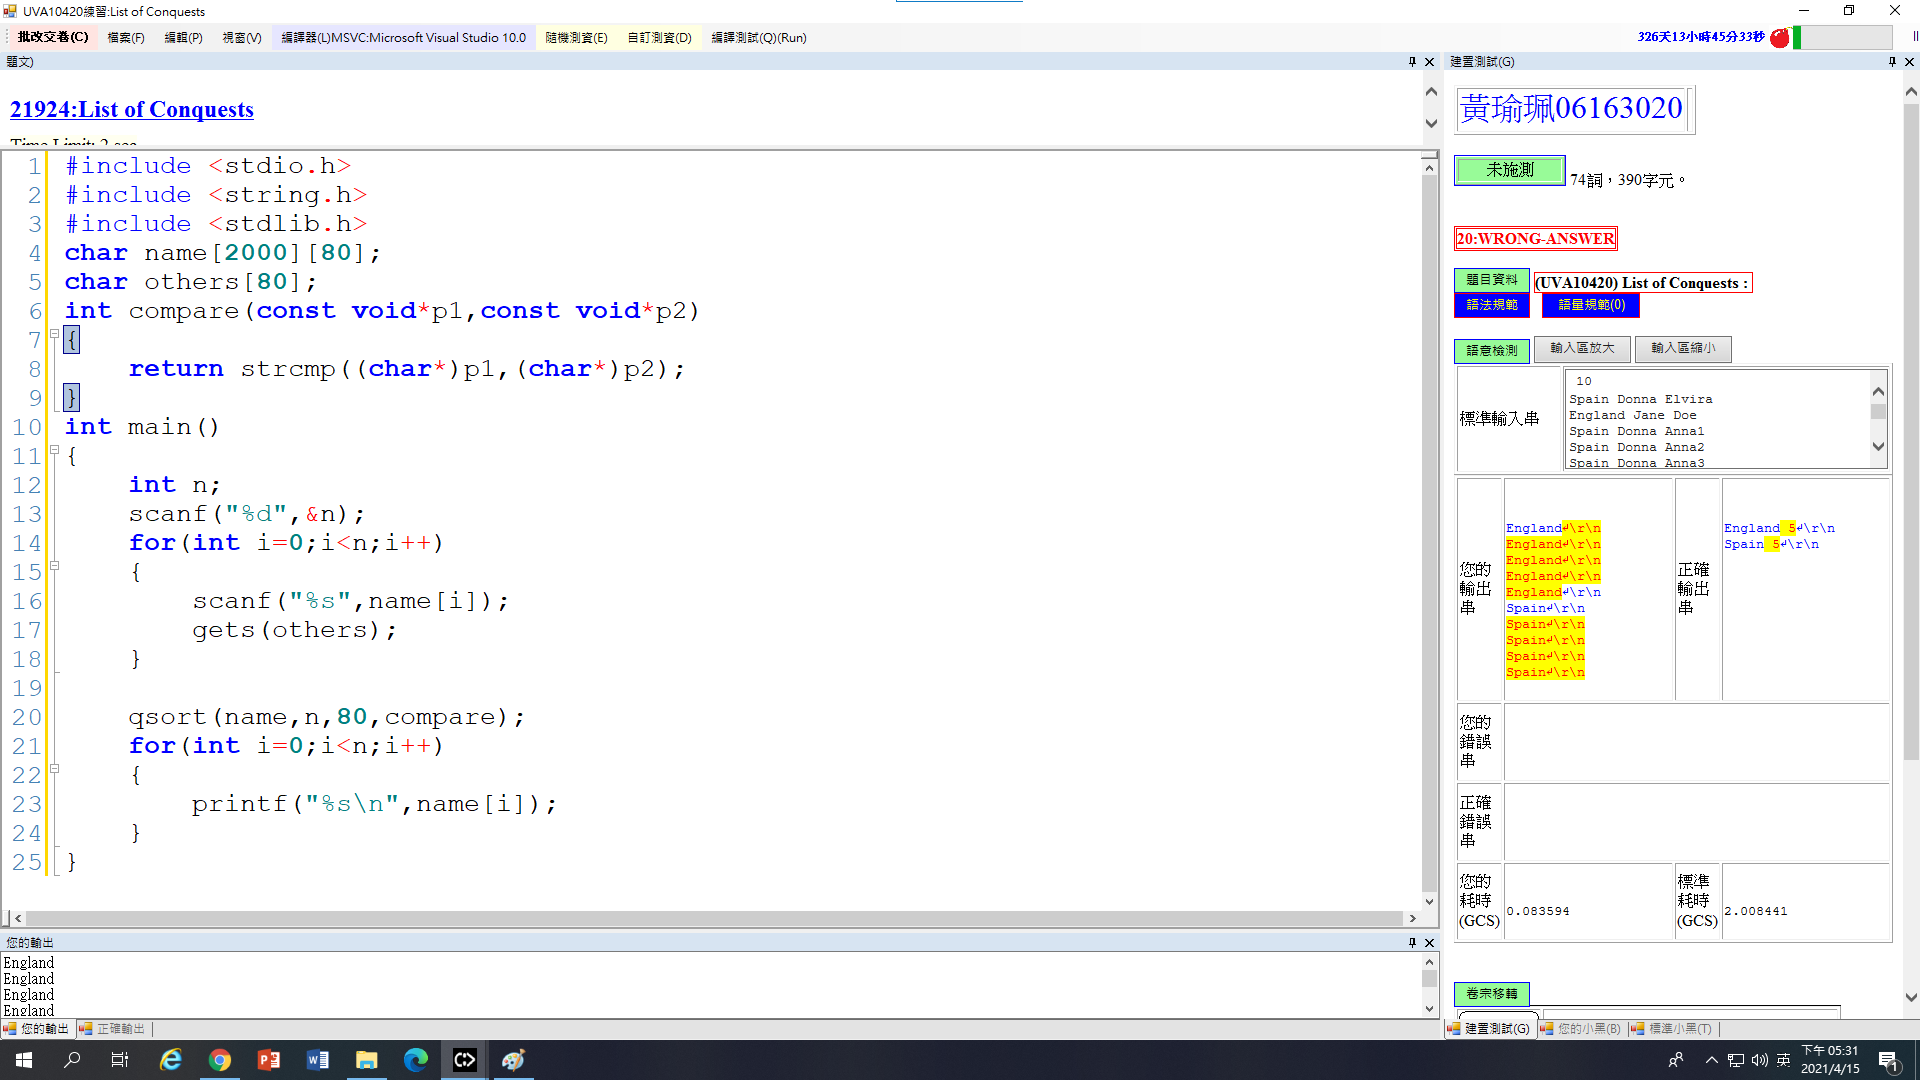 UVA10420練習:List of Conquests
批改交卷(C) 檔案(F) 編輯(P) 視窗(V) 編譯器(L)MSVC:Microsoft Visual Studio 10.0 隨機測資(E) 自訂測資(D) 編譯測試(Q)(Run)
326天13小時45分33秒
題文)
21924:List of Conquests
Time Limit: 2 sec
1 #include <stdio.h>
2 #include <string.h>
3 #include <stdlib.h>
4 char name[2000][80];
5 char others[80];
6 int compare(const void*p1,const void*p2)
7 {
8 return strcmp((char*)p1,(char*)p2);
9 }
10 int main()
11 {
12 int n;
13 scanf("%d",&n);
14 for(int i=0;i<n;i++)
15 {
16 scanf("%s",name[i]);
17 gets(others);
18 }
19
20 qsort(name,n,80,compare);
21 for(int i=0;i<n;i++)
22 {
23 printf("%s\n",name[i]);
24 }
25 }
您的輸出
England
England
England
England
您的輸出 正確輸出
建置測試(G)
黃瑜珮06163020
未施測 74詞，390字元。
20:WRONG-ANSWER
題目資料 (UVA10420) List of Conquests :
語法規範 語量規範(0)
語意檢測 輸入區放大 輸入區縮小
標準輸入串
10
Spain Donna Elvira
England Jane Doe
Spain Donna Anna1
Spain Donna Anna2
Spain Donna Anna3
您的輸出串
England↲\r\n
England↲\r\n
England↲\r\n
England↲\r\n
England↲\r\n
Spain↲\r\n
Spain↲\r\n
Spain↲\r\n
Spain↲\r\n
Spain↲\r\n
正確輸出串
England 5↲\r\n
Spain 5↲\r\n
您的錯誤串
正確錯誤串
您的耗時(GCS) 0.083594 標準耗時(GCS) 2.008441
卷宗移轉
建置測試(G) 您的小黑(B) 標準小黑(T)
英 下午 05:31
2021/4/15
1